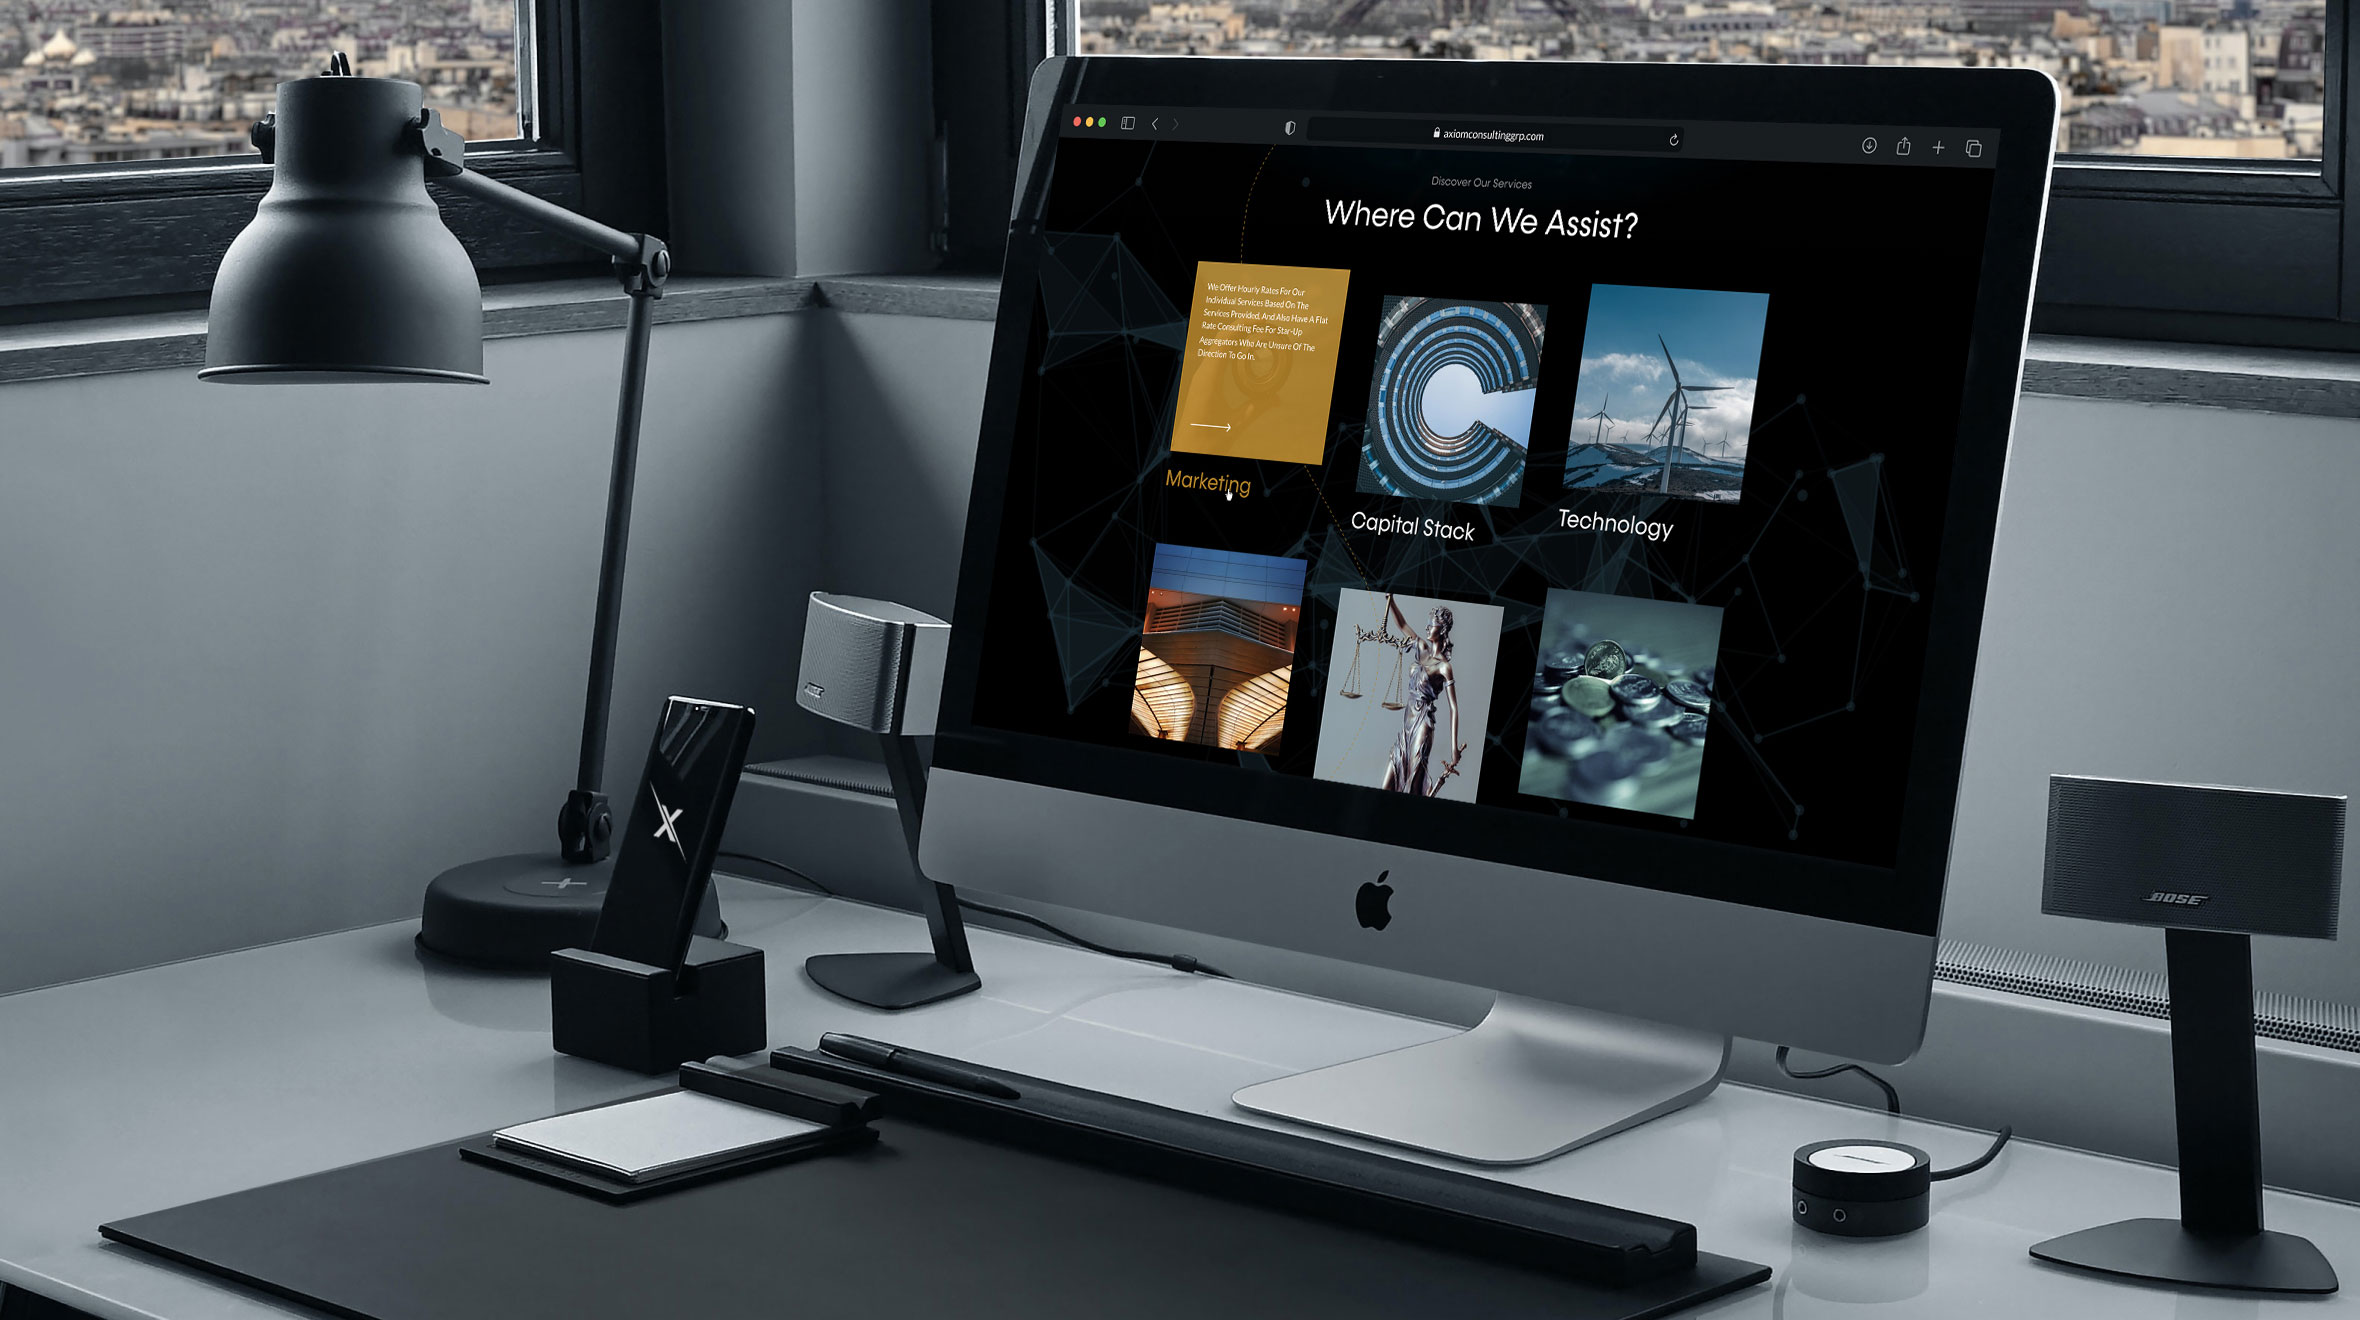 axiomconsultinggrp.com
Discover Our Services
Where Can We Assist?
We Offer Hourly Rates For Our
Individual Services Based On The
Services Provided, And Also Have A Flat
Rate Consulting Fee For Star-Up
Aggregators Who Are Unsure Of The
Direction To Go In.
Marketing
Capital Stack
Technology
X
BOSE
BOSE